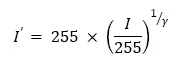 I′ = 255 × (I/255)^(1/γ)